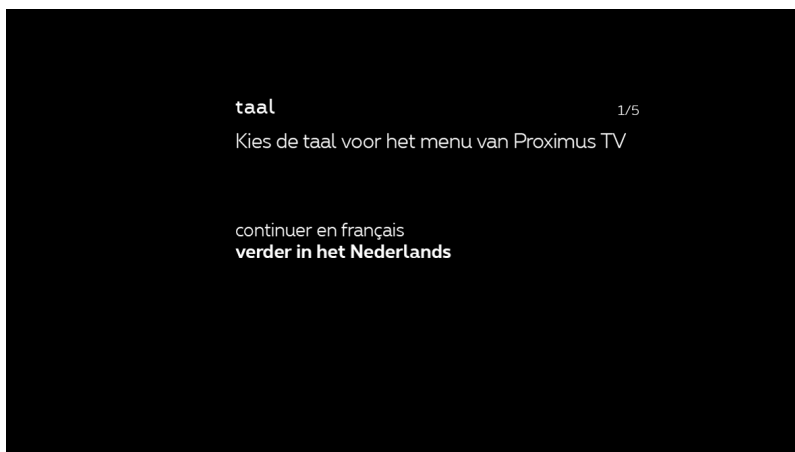 taal
1/5
Kies de taal voor het menu van Proximus TV
continuer en français
verder in het Nederlands